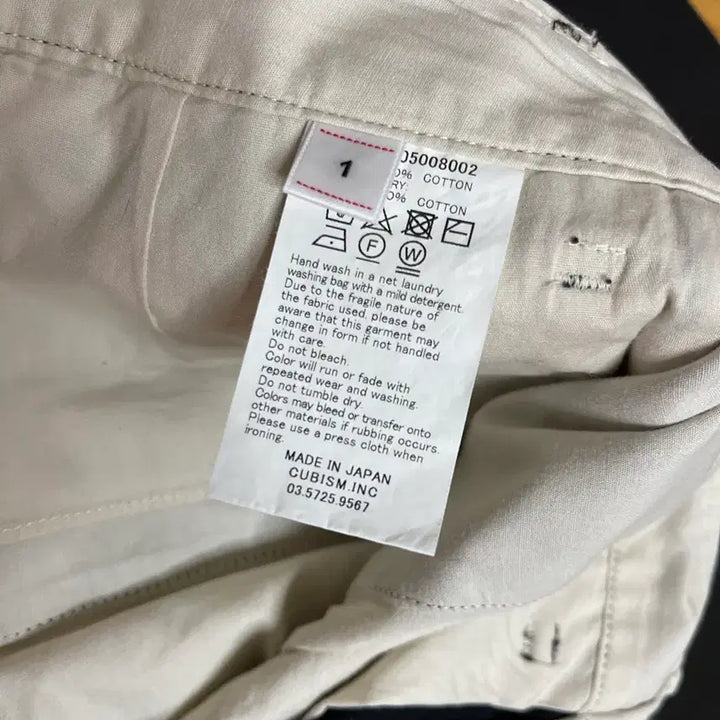 1
05008002
0% COTTON
RY:
0% COTTON
F
W
Hand wash in a net laundry
washing bag with a mild detergent.
Due to the fragile nature of
the fabric used, please be
aware that this garment may
change in form if not handled
with care.
Do not bleach.
Color will run or fade with
repeated wear and washing.
Do not tumble dry.
Colors may bleed or transfer onto
other materials if rubbing occurs.
Please use a press cloth when
ironing.
MADE IN JAPAN
CUBISM.INC
03.5725.9567